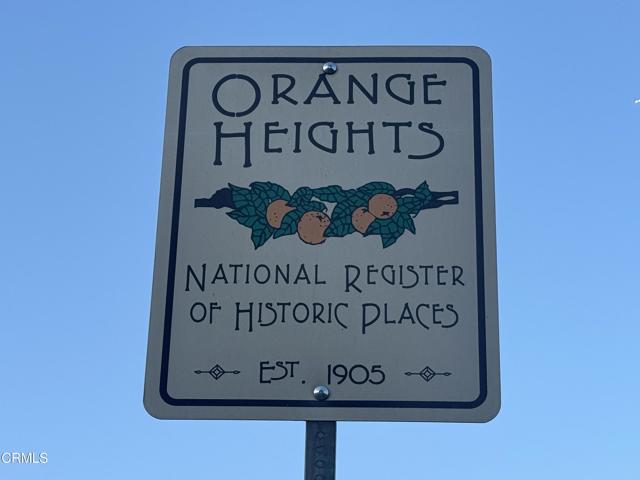 ORANGE
HEIGHTS
NATIONAL REGISTER
OF HISTORIC PLACES
EST. 1905
CRMLS